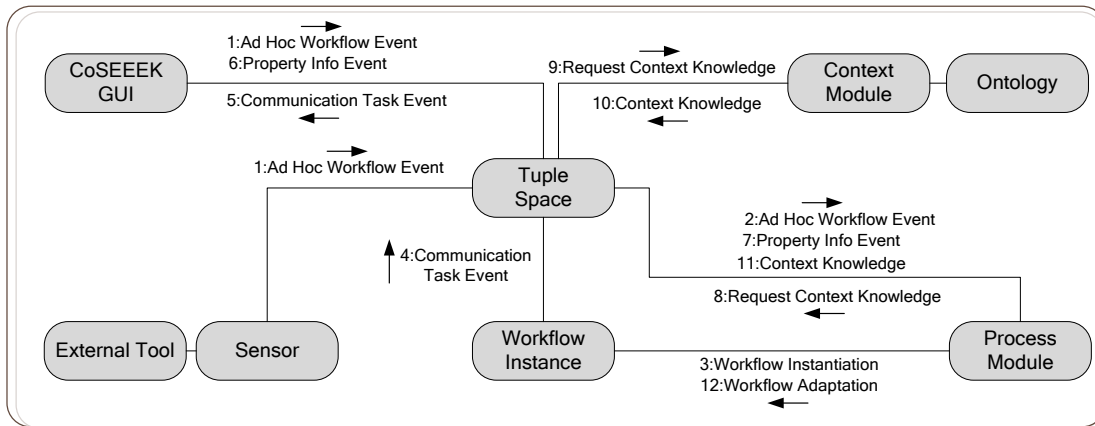 1:Ad Hoc Workflow Event
6:Property Info Event
CoSEEEK
GUI
5:Communication Task Event
9:Request Context Knowledge
10:Context Knowledge
Context
Module
Ontology
1:Ad Hoc Workflow Event
Tuple
Space
2:Ad Hoc Workflow Event
7:Property Info Event
11:Context Knowledge
4:Communication
Task Event
8:Request Context Knowledge
External Tool
Sensor
Workflow
Instance
Process
Module
3:Workflow Instantiation
12:Workflow Adaptation